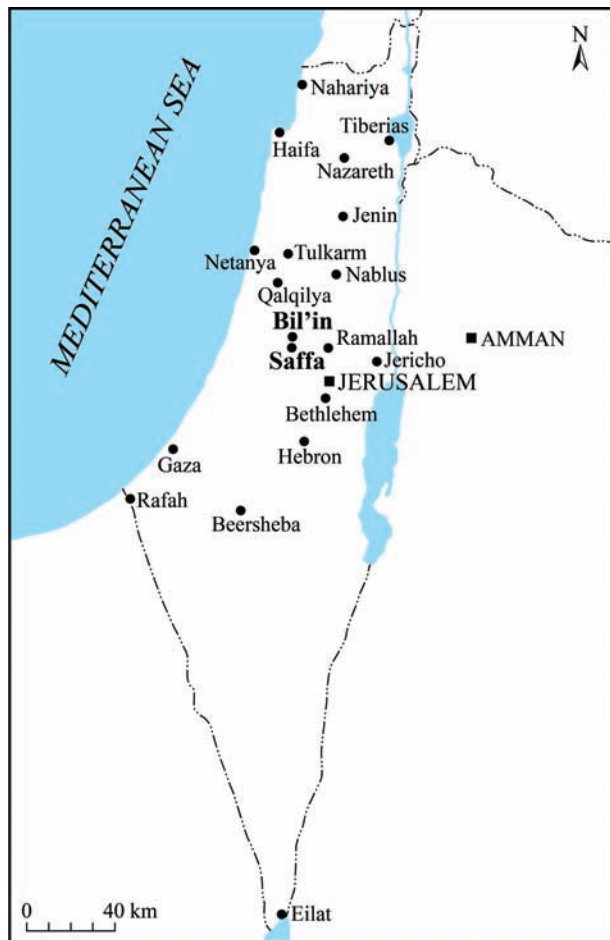 N
MEDITERRANEAN SEA
Nahariya
Tiberias
Haifa
Nazareth
Jenin
Netanya
Tulkarm
Nablus
Qalqilya
Bil’in
Ramallah
AMMAN
Saffa
Jericho
JERUSALEM
Bethlehem
Hebron
Gaza
Rafah
Beersheba
Eilat
0 40 km